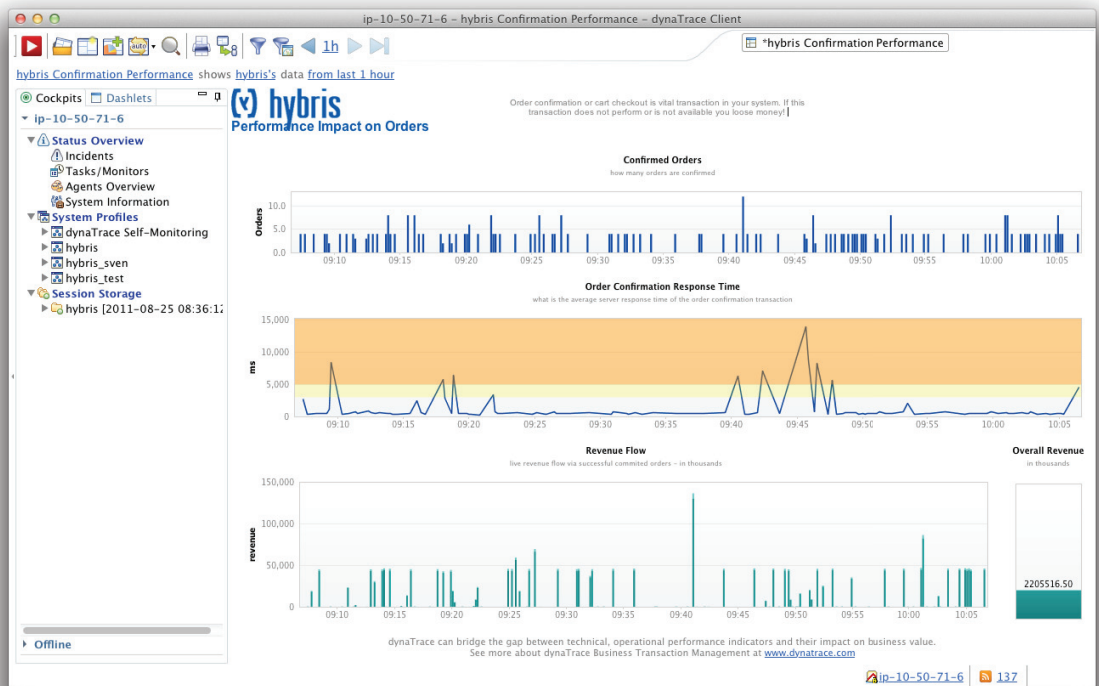 ip-10-50-71-6 – hybris Confirmation Performance – dynaTrace Client
auto
1h
*hybris Confirmation Performance
hybris Confirmation Performance shows hybris's data from last 1 hour
Cockpits Dashlets
ip-10-50-71-6
Status Overview
Incidents
Tasks/Monitors
Agents Overview
System Information
System Profiles
dynaTrace Self-Monitoring
hybris
hybris_sven
hybris_test
Session Storage
hybris [2011-08-25 08:36:12
Offline
(y) hybris
Performance Impact on Orders
Order confirmation or cart checkout is vital transaction in your system. If this
transaction does not perform or is not available you loose money!
Confirmed Orders
how many orders are confirmed
Orders
10.0
5.0
0.0
09:10 09:15 09:20 09:25 09:30 09:35 09:40 09:45 09:50 09:55 10:00 10:05
Order Confirmation Response Time
what is the average server response time of the order confirmation transaction
ms
15,000
10,000
5,000
0
09:10 09:15 09:20 09:25 09:30 09:35 09:40 09:45 09:50 09:55 10:00 10:05
Revenue Flow
live revenue flow via successful commited orders – in thousands
revenue
150,000
100,000
50,000
0
09:10 09:15 09:20 09:25 09:30 09:35 09:40 09:45 09:50 09:55 10:00 10:05
Overall Revenue
in thousands
2205516.50
dynaTrace can bridge the gap between technical, operational performance indicators and their impact on business value.
See more about dynaTrace Business Transaction Management at www.dynatrace.com
ip-10-50-71-6 137